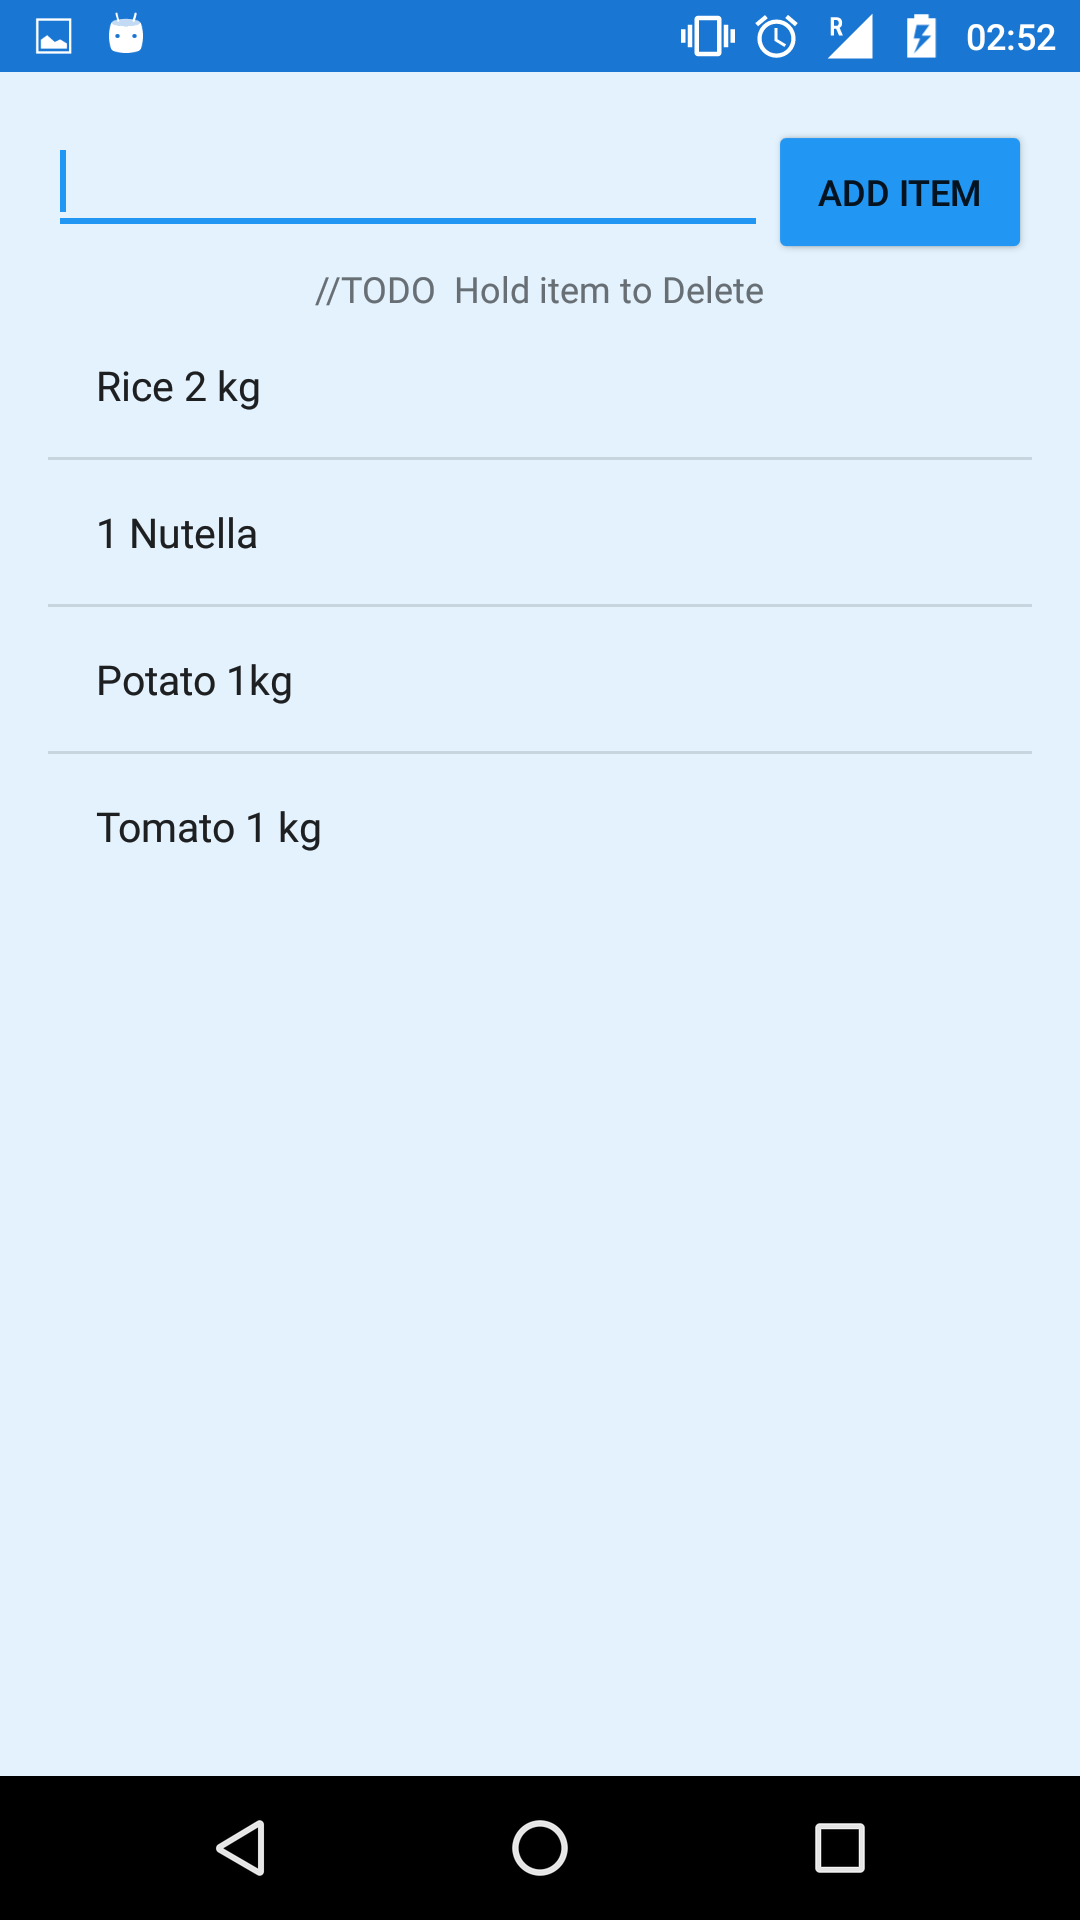 R 02:52
ADD ITEM
//TODO  Hold item to Delete
Rice 2 kg
1 Nutella
Potato 1kg
Tomato 1 kg